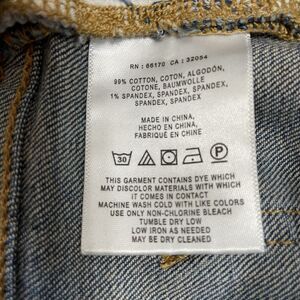 RN : 66170 CA : 32054
99% COTTON, COTON, ALGODÓN,
COTONE, BAUMWOLLE
1% SPANDEX, SPANDEX, SPANDEX,
SPANDEX, SPANDEX
MADE IN CHINA,
HECHO EN CHINA,
FABRIQUÉ EN CHINE
30 P
THIS GARMENT CONTAINS DYE WHICH
MAY DISCOLOR MATERIALS WITH WHICH
IT COMES IN CONTACT
MACHINE WASH COLD WITH LIKE COLORS
USE ONLY NON-CHLORINE BLEACH
TUMBLE DRY LOW
LOW IRON AS NEEDED
MAY BE DRY CLEANED